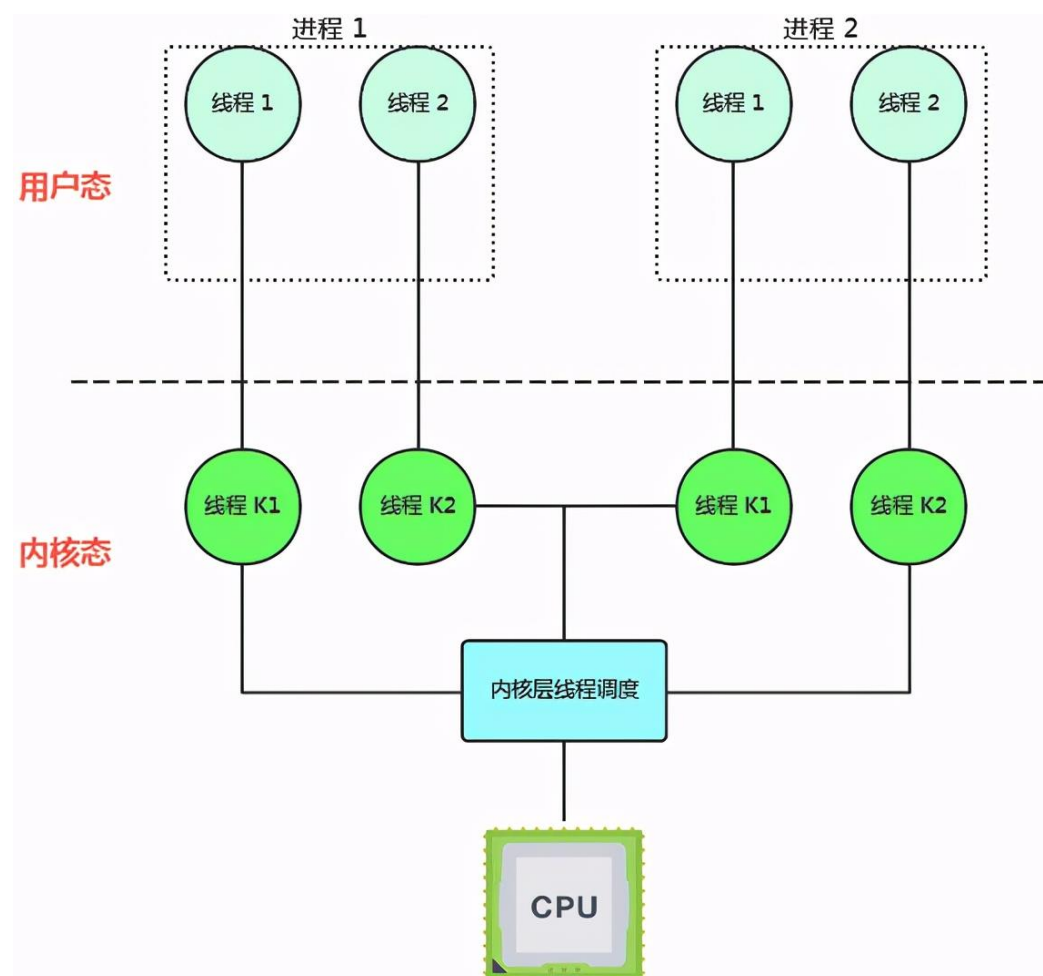 进程 1
进程 2
线程 1
线程 2
线程 1
线程 2
用户态
线程 K1
线程 K2
线程 K1
线程 K2
内核态
内核层线程调度
CPU